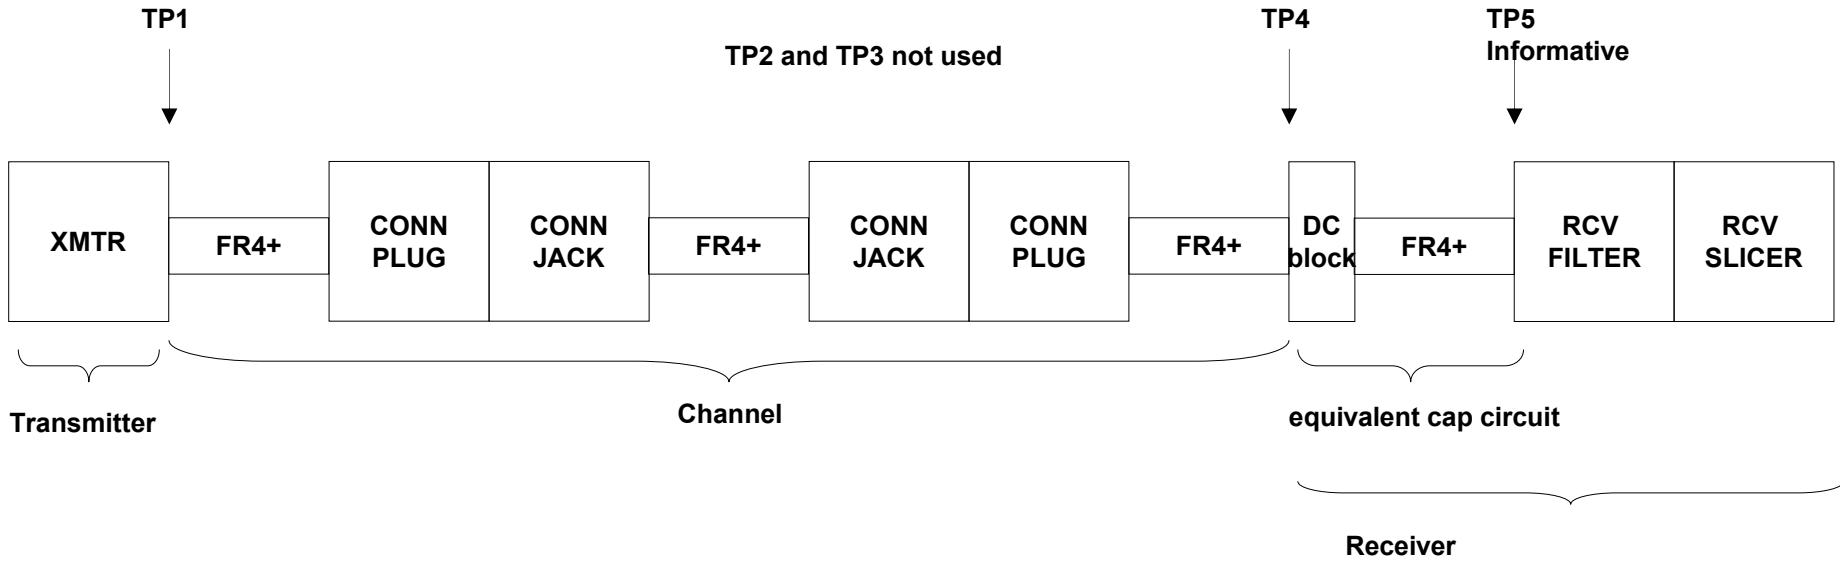 TP1
TP2 and TP3 not used
TP4
TP5
Informative
XMTR
FR4+
CONN
PLUG
CONN
JACK
FR4+
CONN
JACK
CONN
PLUG
FR4+
DC
block
FR4+
RCV
FILTER
RCV
SLICER
Transmitter
Channel
equivalent cap circuit
Receiver